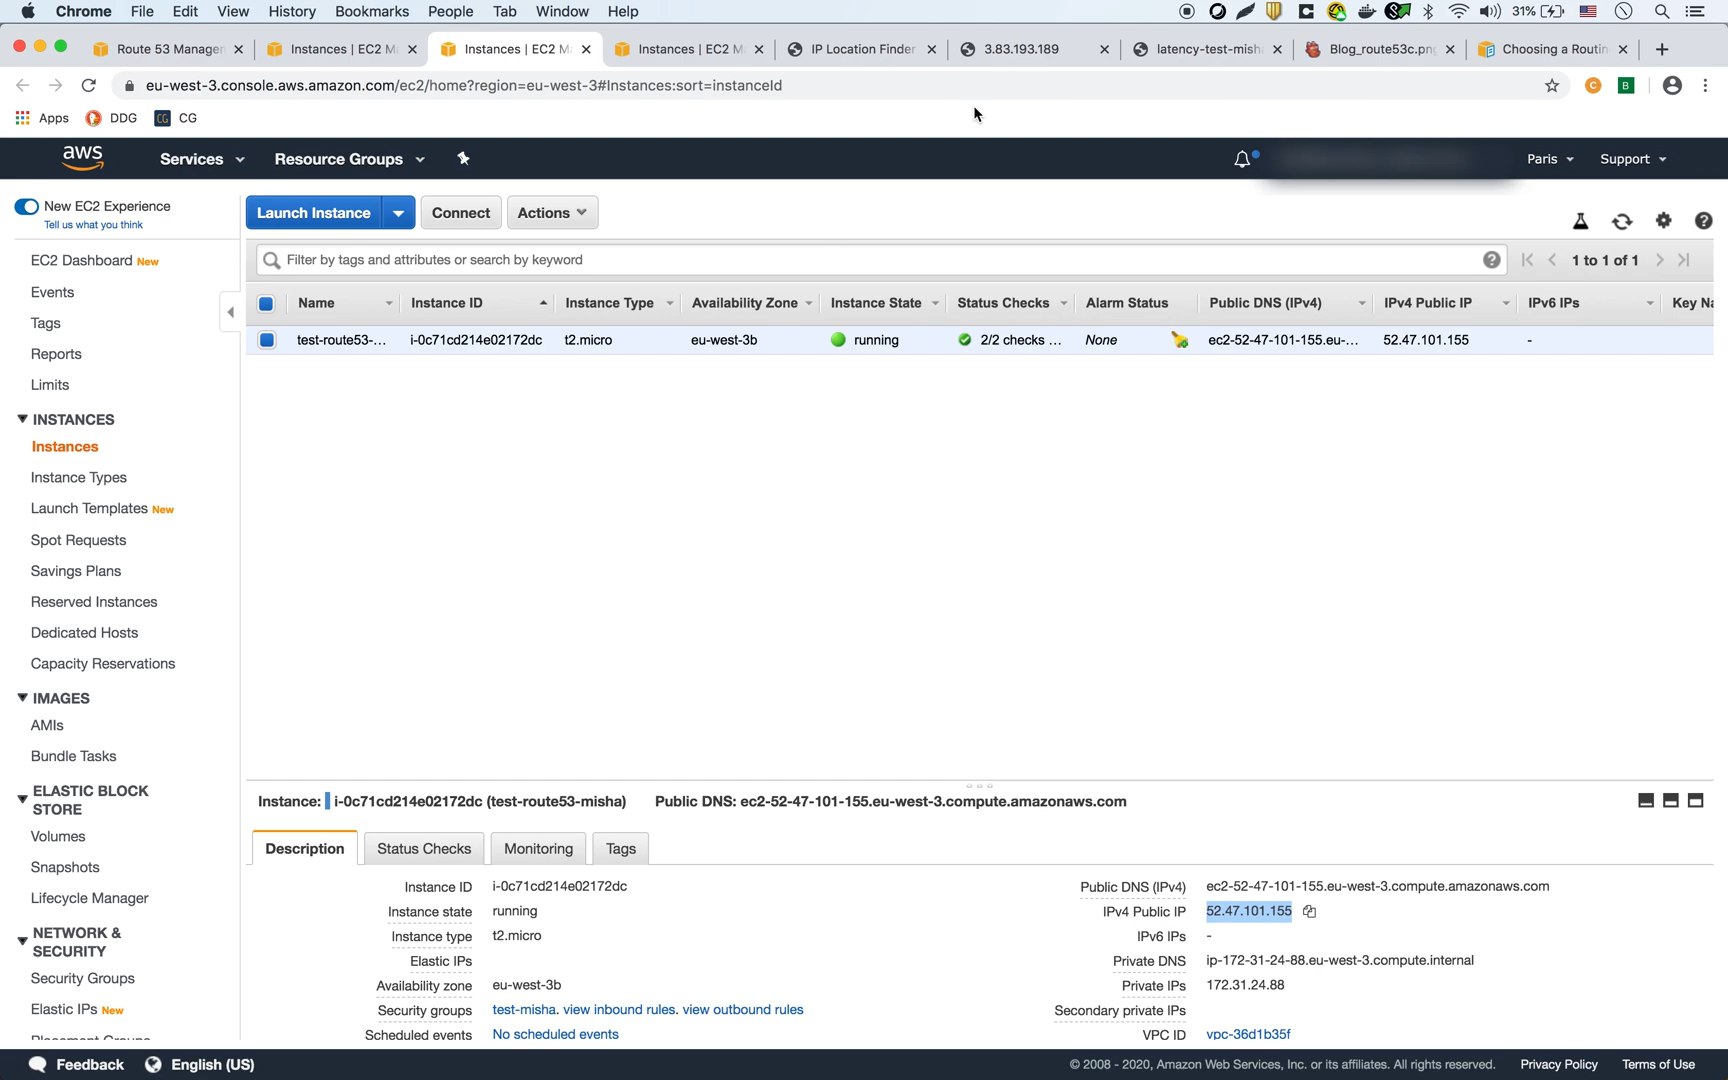 Chrome File Edit View History Bookmarks People Tab Window Help 31%
Route 53 Manager Instances | EC2 M Instances | EC2 M Instances | EC2 M IP Location Finder 3.83.193.189 latency-test-misha Blog_route53c.png Choosing a Routin
eu-west-3.console.aws.amazon.com/ec2/home?region=eu-west-3#Instances:sort=instanceId
Apps DDG CG CG
aws Services Resource Groups Paris Support
New EC2 Experience
Tell us what you think
EC2 Dashboard New
Events
Tags
Reports
Limits
INSTANCES
Instances
Instance Types
Launch Templates New
Spot Requests
Savings Plans
Reserved Instances
Dedicated Hosts
Capacity Reservations
IMAGES
AMIs
Bundle Tasks
ELASTIC BLOCK
STORE
Volumes
Snapshots
Lifecycle Manager
NETWORK &
SECURITY
Security Groups
Elastic IPs New
Placement Groups
Launch Instance Connect Actions
Filter by tags and attributes or search by keyword 1 to 1 of 1
Name Instance ID Instance Type Availability Zone Instance State Status Checks Alarm Status Public DNS (IPv4) IPv4 Public IP IPv6 IPs Key Na
test-route53-... i-0c71cd214e02172dc t2.micro eu-west-3b running 2/2 checks ... None ec2-52-47-101-155.eu-... 52.47.101.155 -
Instance: i-0c71cd214e02172dc (test-route53-misha) Public DNS: ec2-52-47-101-155.eu-west-3.compute.amazonaws.com
Description Status Checks Monitoring Tags
Instance ID i-0c71cd214e02172dc Public DNS (IPv4) ec2-52-47-101-155.eu-west-3.compute.amazonaws.com
Instance state running IPv4 Public IP 52.47.101.155
Instance type t2.micro IPv6 IPs -
Elastic IPs Private DNS ip-172-31-24-88.eu-west-3.compute.internal
Availability zone eu-west-3b Private IPs 172.31.24.88
Security groups test-misha. view inbound rules. view outbound rules Secondary private IPs
Scheduled events No scheduled events VPC ID vpc-36d1b35f
Feedback English (US) © 2008 - 2020, Amazon Web Services, Inc. or its affiliates. All rights reserved. Privacy Policy Terms of Use